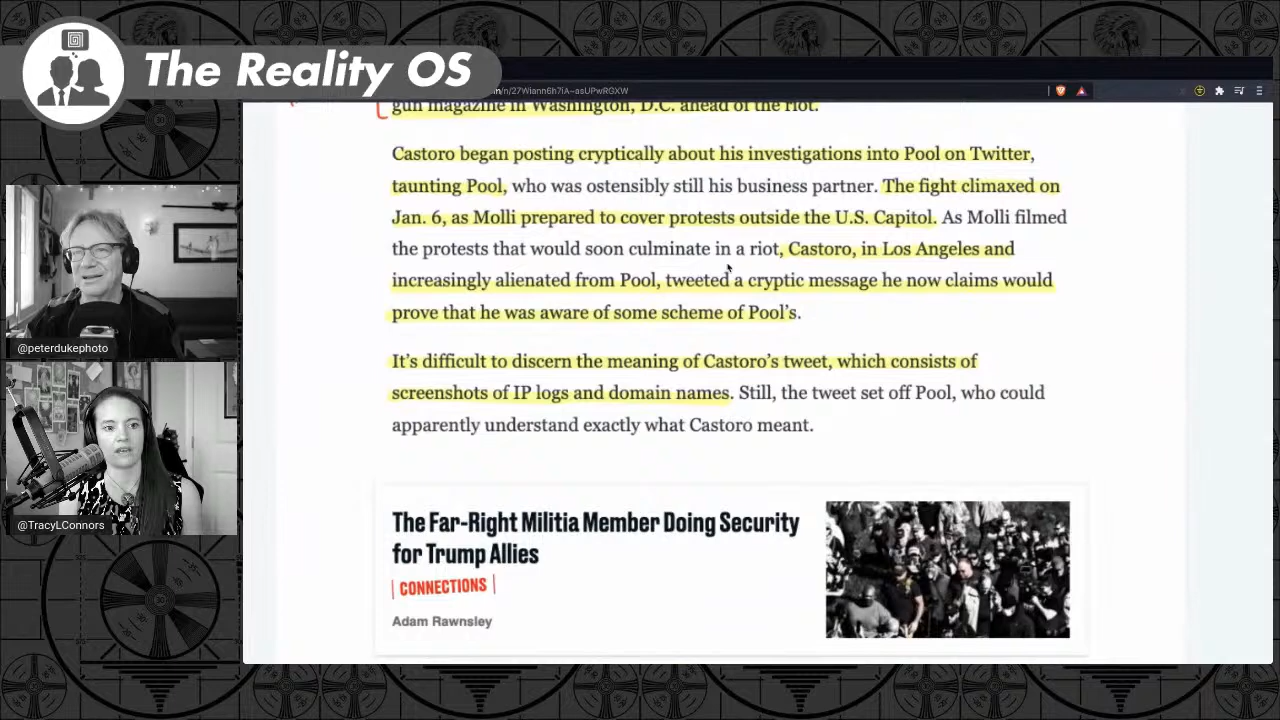 The Reality OS
n/27Wiann6h7iA-asUPwRGXW
gun magazine in Washington, D.C. ahead of the riot.
Castoro began posting cryptically about his investigations into Pool on Twitter,
taunting Pool, who was ostensibly still his business partner. The fight climaxed on
Jan. 6, as Molli prepared to cover protests outside the U.S. Capitol. As Molli filmed
the protests that would soon culminate in a riot, Castoro, in Los Angeles and
increasingly alienated from Pool, tweeted a cryptic message he now claims would
prove that he was aware of some scheme of Pool's.
It's difficult to discern the meaning of Castoro's tweet, which consists of
screenshots of IP logs and domain names. Still, the tweet set off Pool, who could
apparently understand exactly what Castoro meant.
The Far-Right Militia Member Doing Security
for Trump Allies
CONNECTIONS
Adam Rawnsley
@peterdukephoto
@TracyLConnors